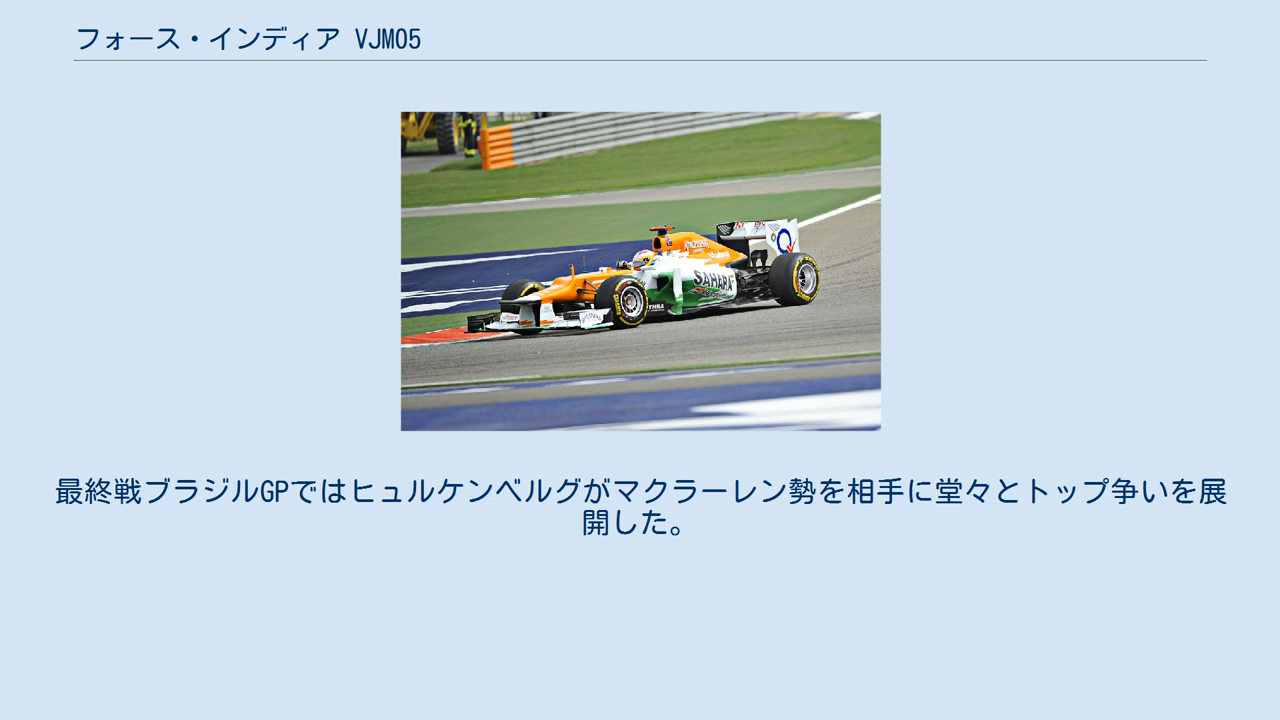 フォース・インディア VJM05
SAHARA
最終戦ブラジルGPではヒュルケンベルグがマクラーレン勢を相手に堂々とトップ争いを展
開した。